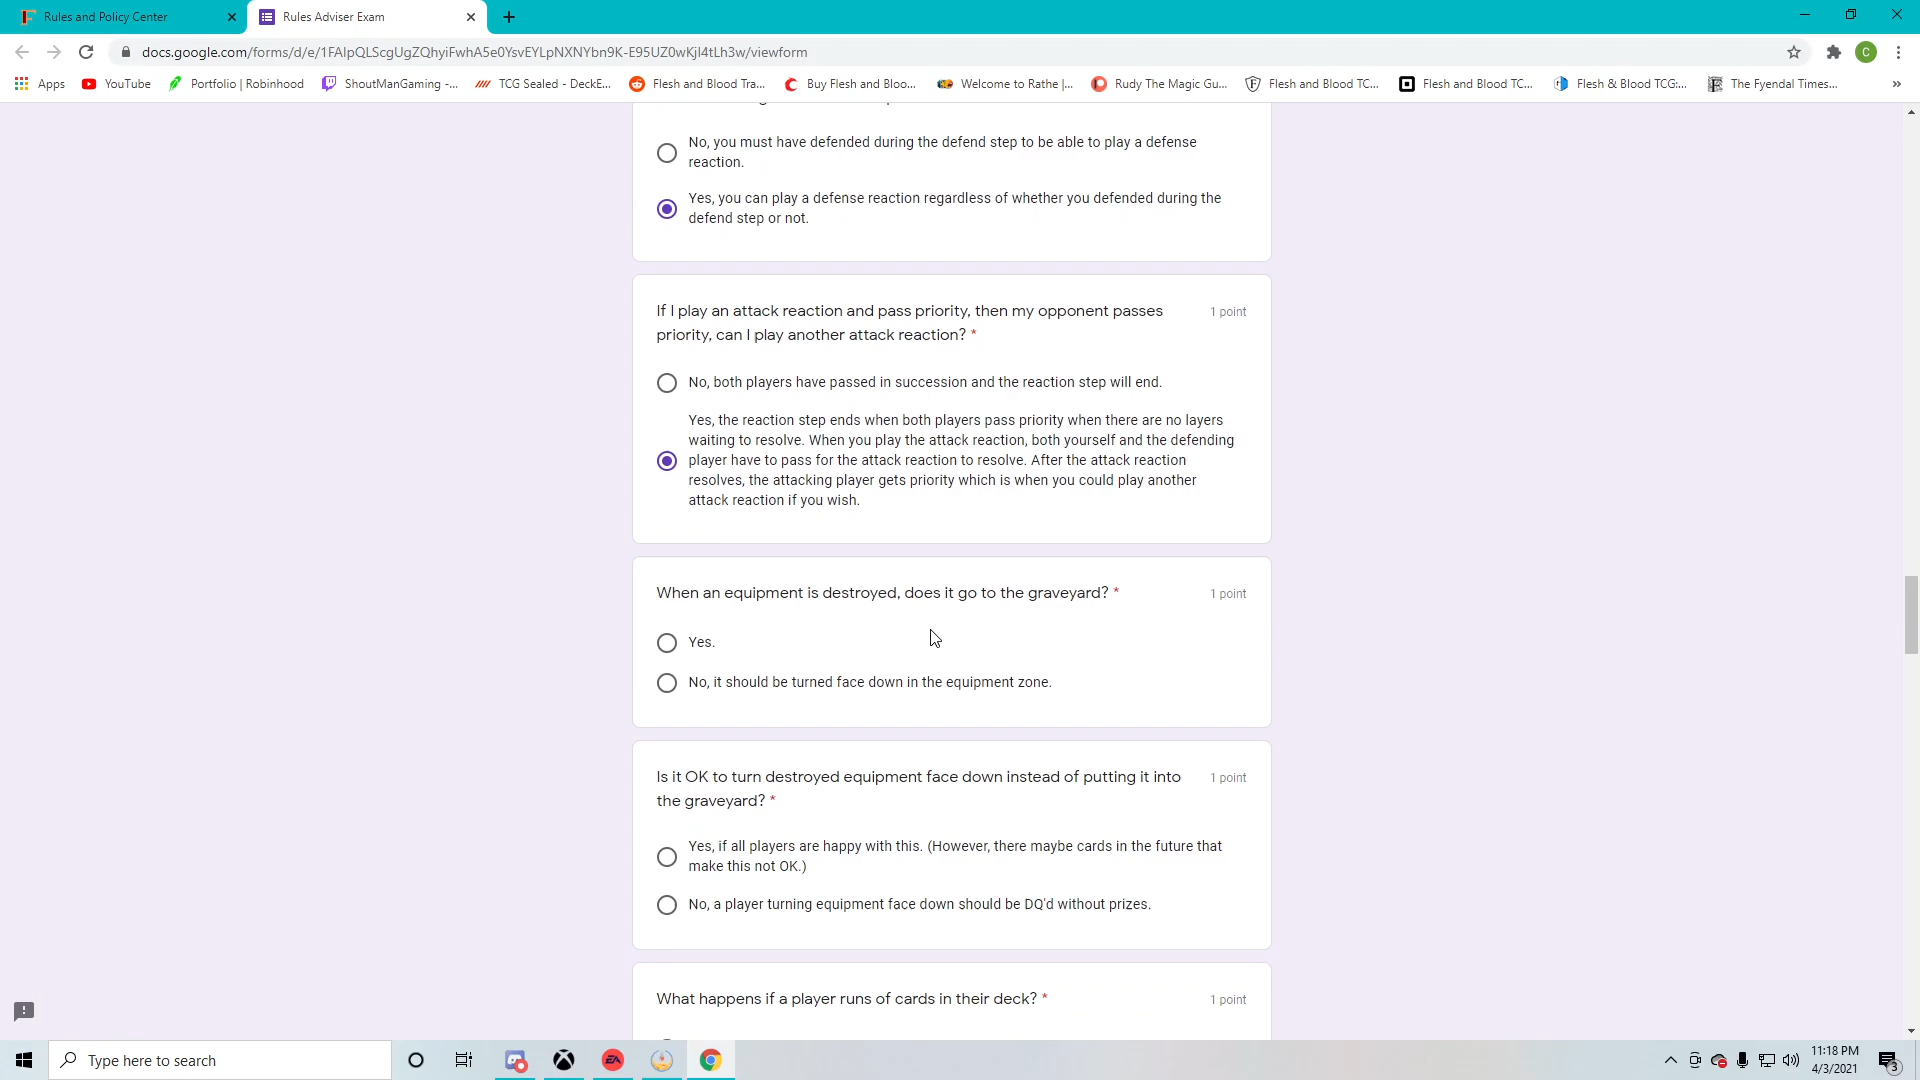 Rules and Policy Center
Rules Adviser Exam
docs.google.com/forms/d/e/1FAIpQLScgUgZQhyiFwhA5e0YsvEYLpNXNYbn9K-E95UZ0wKjI4tLh3w/viewform
C
Apps
YouTube
Portfolio | Robinhood
ShoutManGaming -...
TCG Sealed - DeckE...
Flesh and Blood Tra...
Buy Flesh and Bloo...
Welcome to Rathe |...
Rudy The Magic Gu...
Flesh and Blood TC...
Flesh and Blood TC...
Flesh & Blood TCG:...
The Fyendal Times...
»
No, you must have defended during the defend step to be able to play a defense
reaction.
Yes, you can play a defense reaction regardless of whether you defended during the
defend step or not.
If I play an attack reaction and pass priority, then my opponent passes
1 point
priority, can I play another attack reaction? *
No, both players have passed in succession and the reaction step will end.
Yes, the reaction step ends when both players pass priority when there are no layers
waiting to resolve. When you play the attack reaction, both yourself and the defending
player have to pass for the attack reaction to resolve. After the attack reaction
resolves, the attacking player gets priority which is when you could play another
attack reaction if you wish.
When an equipment is destroyed, does it go to the graveyard? *
1 point
Yes.
No, it should be turned face down in the equipment zone.
Is it OK to turn destroyed equipment face down instead of putting it into
1 point
the graveyard? *
Yes, if all players are happy with this. (However, there maybe cards in the future that
make this not OK.)
No, a player turning equipment face down should be DQ'd without prizes.
What happens if a player runs of cards in their deck? *
1 point
Type here to search
EA
11:18 PM
4/3/2021
3